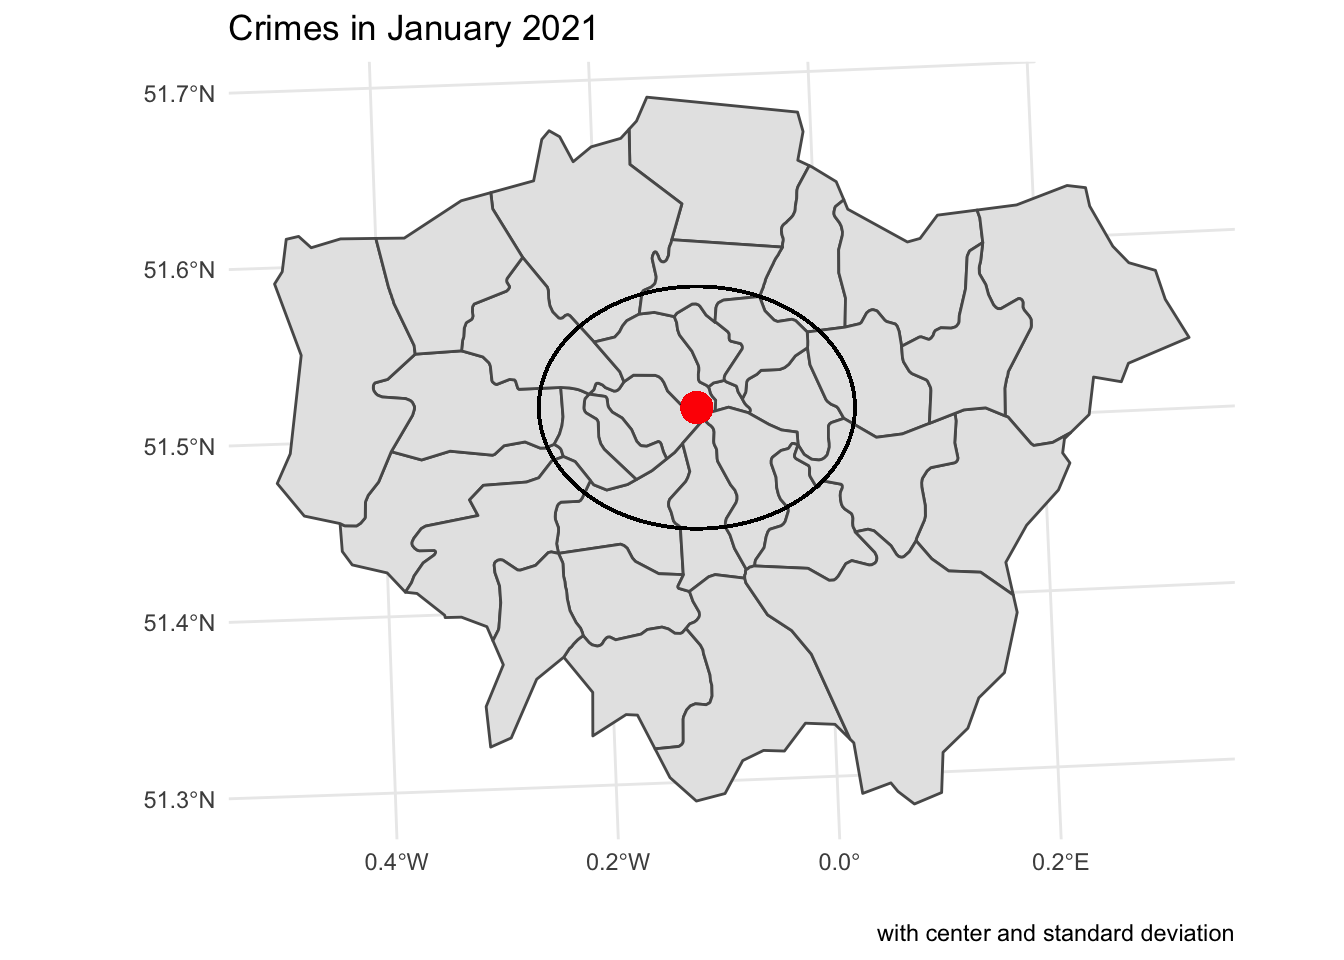 Crimes in January 2021
51.7°N
51.6°N
51.5°N
51.4°N
51.3°N
0.4°W 0.2°W 0.0° 0.2°E
with center and standard deviation